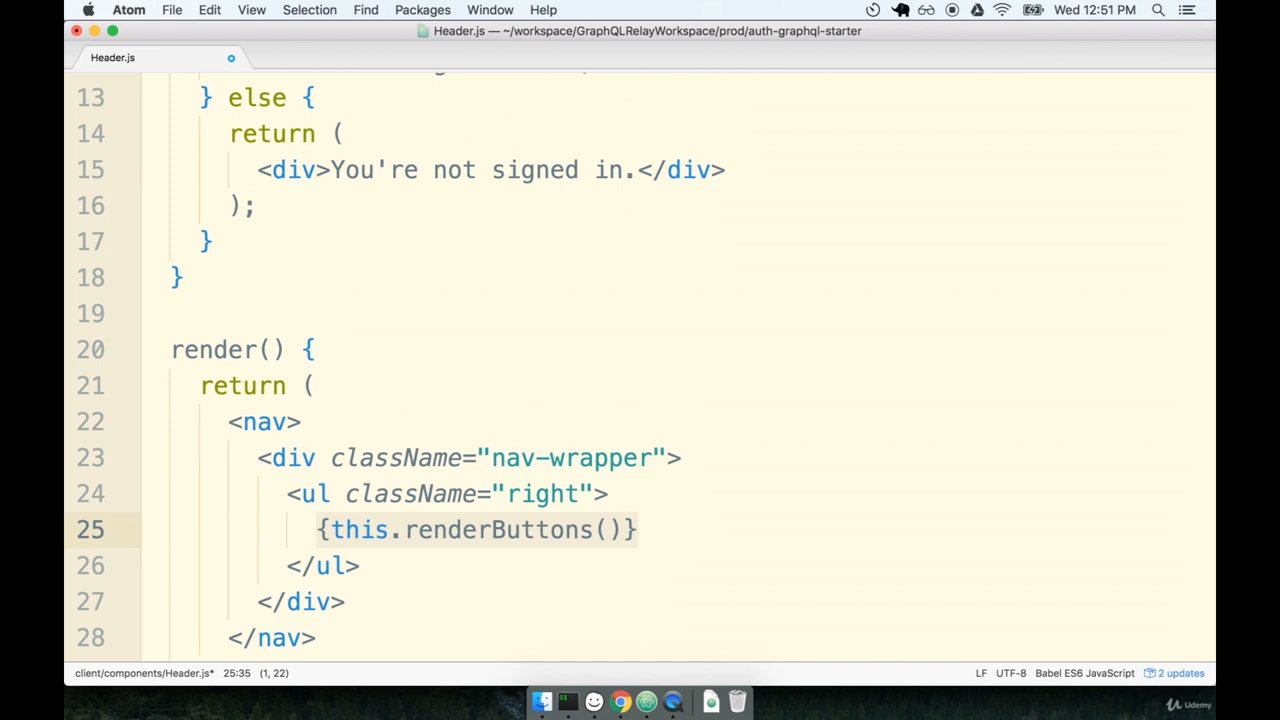 Atom File Edit View Selection Find Packages Window Help Wed 12:51 PM
Header.js — ~/workspace/GraphQLRelayWorkspace/prod/auth-graphql-starter
Header.js
13 } else {
14 return (
15 <div>You're not signed in.</div>
16 );
17 }
18 }
19
20 render() {
21 return (
22 <nav>
23 <div className="nav-wrapper">
24 <ul className="right">
25 {this.renderButtons()}
26 </ul>
27 </div>
28 </nav>
client/components/Header.js* 25:35 (1, 22) LF UTF-8 Babel ES6 JavaScript 2 updates
Udemy